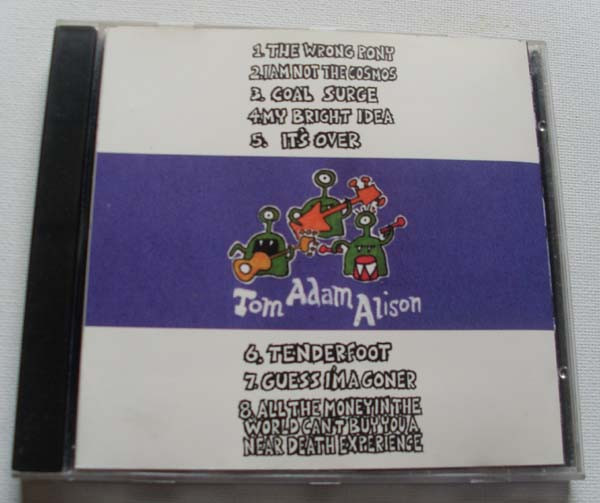 1. THE WRONG PONY
2. I AM NOT THE COSMOS
3. COAL SURGE
4. MY BRIGHT IDEA
5. IT'S OVER
Tom Adam Alison
6. TENDERFOOT
7. GUESS I'M A GONER
8. ALL THE MONEY IN THE
WORLD CAN'T BUY YOU A
NEAR DEATH EXPERIENCE